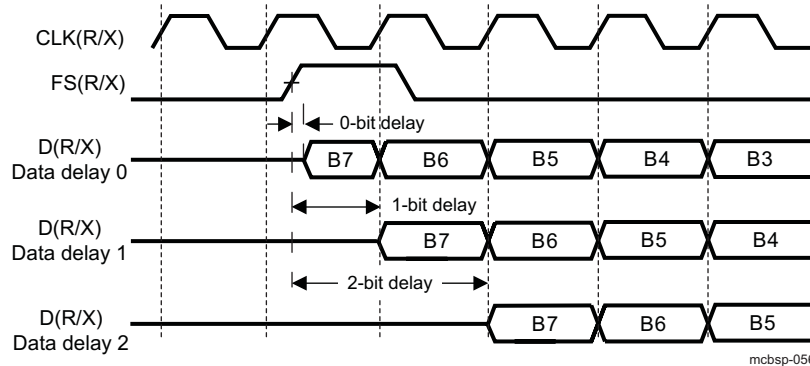 CLK(R/X)
FS(R/X)
0-bit delay
D(R/X)
Data delay 0
B7 B6 B5 B4 B3
1-bit delay
D(R/X)
Data delay 1
B7 B6 B5 B4
2-bit delay
D(R/X)
Data delay 2
B7 B6 B5